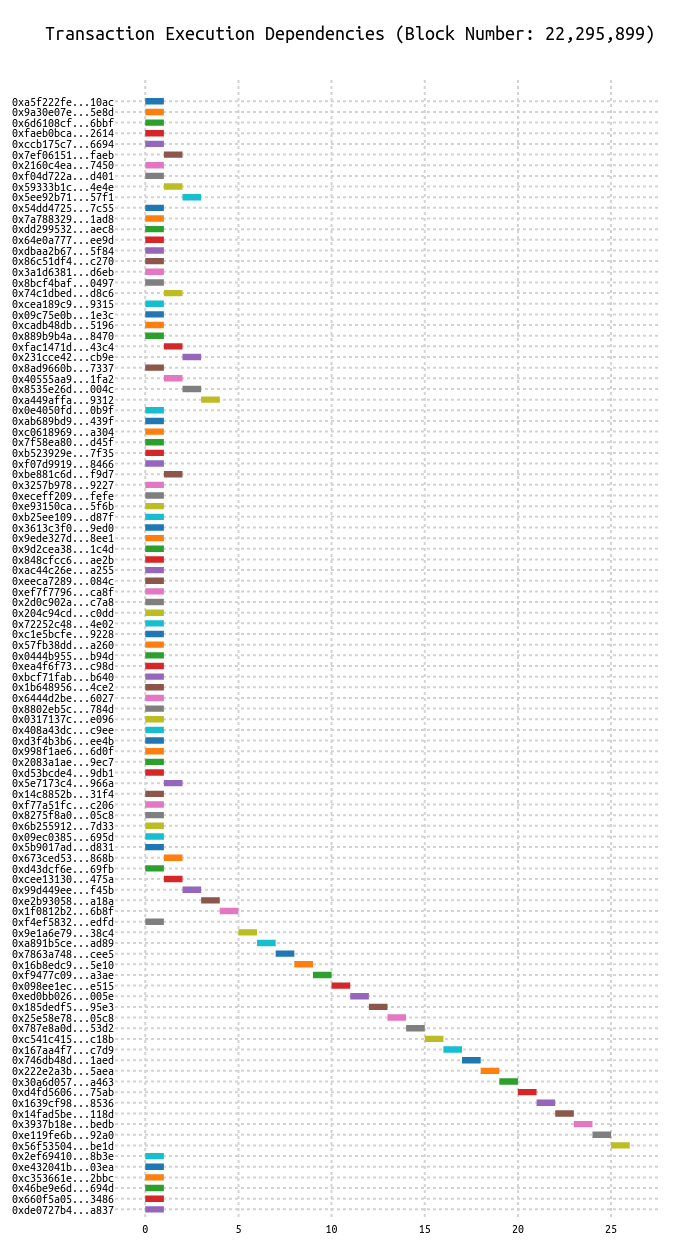 Transaction Execution Dependencies (Block Number: 22,295,899)
0xa5f222fe...10ac
0x9a30e07e...5e8d
0x6d6108cf...6bbf
0xfaeb0bca...2614
0xccb175c7...6694
0x7ef06151...faeb
0x2160c4ea...7450
0xf04d722a...d401
0x59333b1c...4e4e
0x5ee92b71...57f1
0x54dd4725...7c55
0x7a788329...1ad8
0xdd299532...aec8
0x64e0a777...ee9d
0xdbaa2b67...5f84
0x86c51df4...c270
0x3a1d6381...d6eb
0x8bcf4baf...0497
0x74c1dbed...d8c6
0xcea189c9...9315
0x09c75e0b...1e3c
0xcadb48db...5196
0x889b9b4a...8470
0xfac1471d...43c4
0x231cce42...cb9e
0x8ad9660b...7337
0x40555aa9...1fa2
0x8535e26d...004c
0xa449affa...9312
0x0e4050fd...0b9f
0xab689bd9...439f
0xc0618969...a304
0x7f58ea80...d45f
0xb523929e...7f35
0xf07d9919...8466
0xbe881c6d...f9d7
0x3257b978...9227
0xeceff209...fefe
0xe93150ca...5f6b
0xb25ee109...d87f
0x3613c3f0...9ed0
0x9ede327d...8ee1
0x9d2cea38...1c4d
0x848cfcc6...ae2b
0xac44c26e...a255
0xeeca7289...084c
0xef7f7796...ca8f
0x2d0c902a...c7a8
0x204c94cd...c0dd
0x72252c48...4e02
0xc1e5bcfe...9228
0x57fb38dd...a260
0x0444b955...b94d
0xea4f6f73...c98d
0xbcf71fab...b640
0x1b648956...4ce2
0x6444d2be...6027
0x8802eb5c...784d
0x0317137c...e096
0x408a43dc...c9ee
0xd3f4b3b6...ee4b
0x998f1ae6...6d0f
0x2083a1ae...9ec7
0xd53bcde4...9db1
0x5e7173c4...966a
0x14c8852b...31f4
0xf77a51fc...c206
0x8275f8a0...05c8
0x6b255912...7d33
0x09ec0385...695d
0x5b9017ad...d831
0x673ced53...868b
0xd43dcf6e...69fb
0xcee13130...475a
0x99d449ee...f45b
0xe2b93058...a18a
0x1f0812b2...6b8f
0xf4ef5832...edfd
0x9e1a6e79...38c4
0xa891b5ce...ad89
0x7863a748...cee5
0x16b8edc9...5e10
0xf9477c09...a3ae
0x098ee1ec...e515
0xed0bb026...005e
0x185dedf5...95e3
0x25e58e78...05c8
0x787e8a0d...53d2
0xc541c415...c18b
0x167aa4f7...c7d9
0x746db48d...1aed
0x222e2a3b...5aea
0x30a6d057...a463
0xd4fd5606...75ab
0x1639cf98...8536
0x14fad5be...118d
0x3937b18e...bedb
0xe119fe6b...92a0
0x56f53504...be1d
0x2ef69410...8b3e
0xe432041b...03ea
0xc353661e...2bbc
0x46be9e6d...694d
0x660f5a05...3486
0xde0727b4...a837
0 5 10 15 20 25